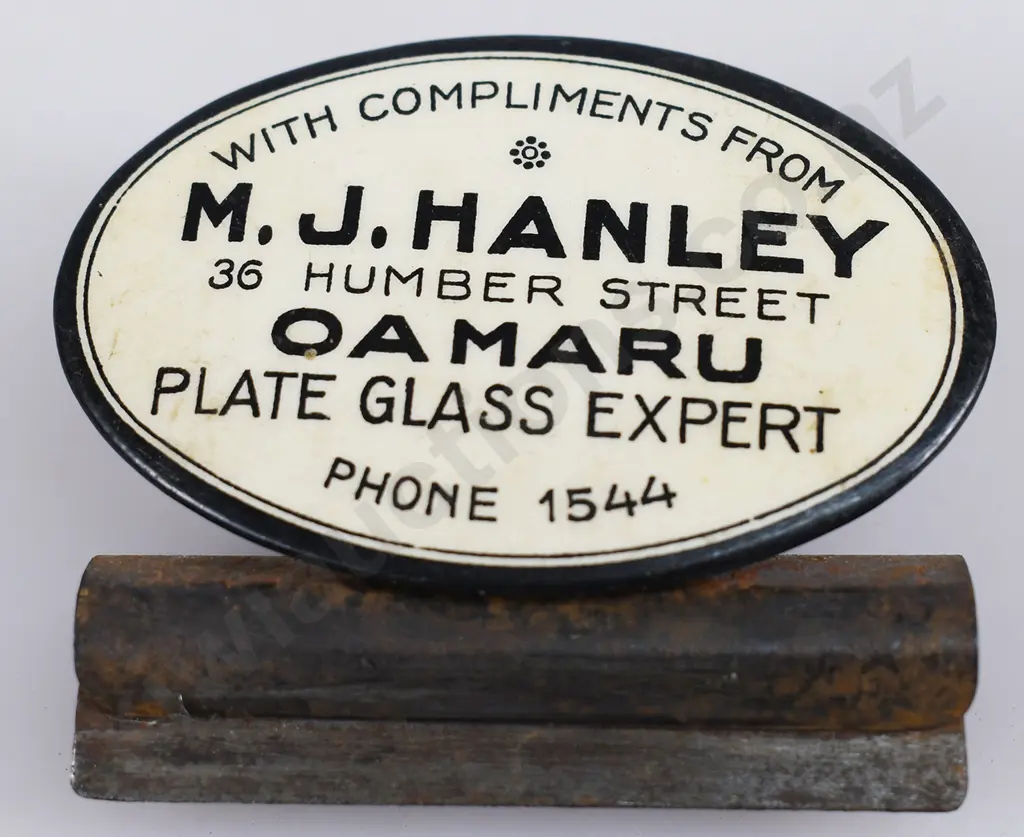 WITH COMPLIMENTS FROM
M. J. HANLEY
36 HUMBER STREET
OAMARU
PLATE GLASS EXPERT
PHONE 1544